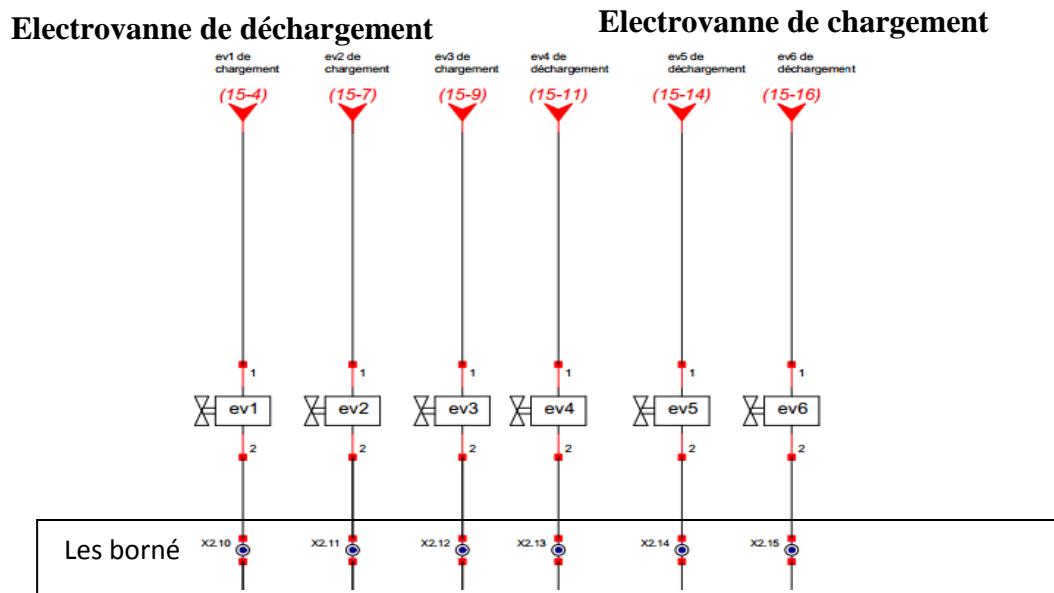 Electrovanne de déchargement
Electrovanne de chargement
ev1 de
chargement
ev2 de
chargement
ev3 de
chargement
ev4 de
déchargement
ev5 de
déchargement
ev6 de
déchargement
(15-4)
(15-7)
(15-9)
(15-11)
(15-14)
(15-16)
1
1
1
1
1
1
ev1
ev2
ev3
ev4
ev5
ev6
2
2
2
2
2
2
Les borné
X2.10
X2.11
X2.12
X2.13
X2.14
X2.15